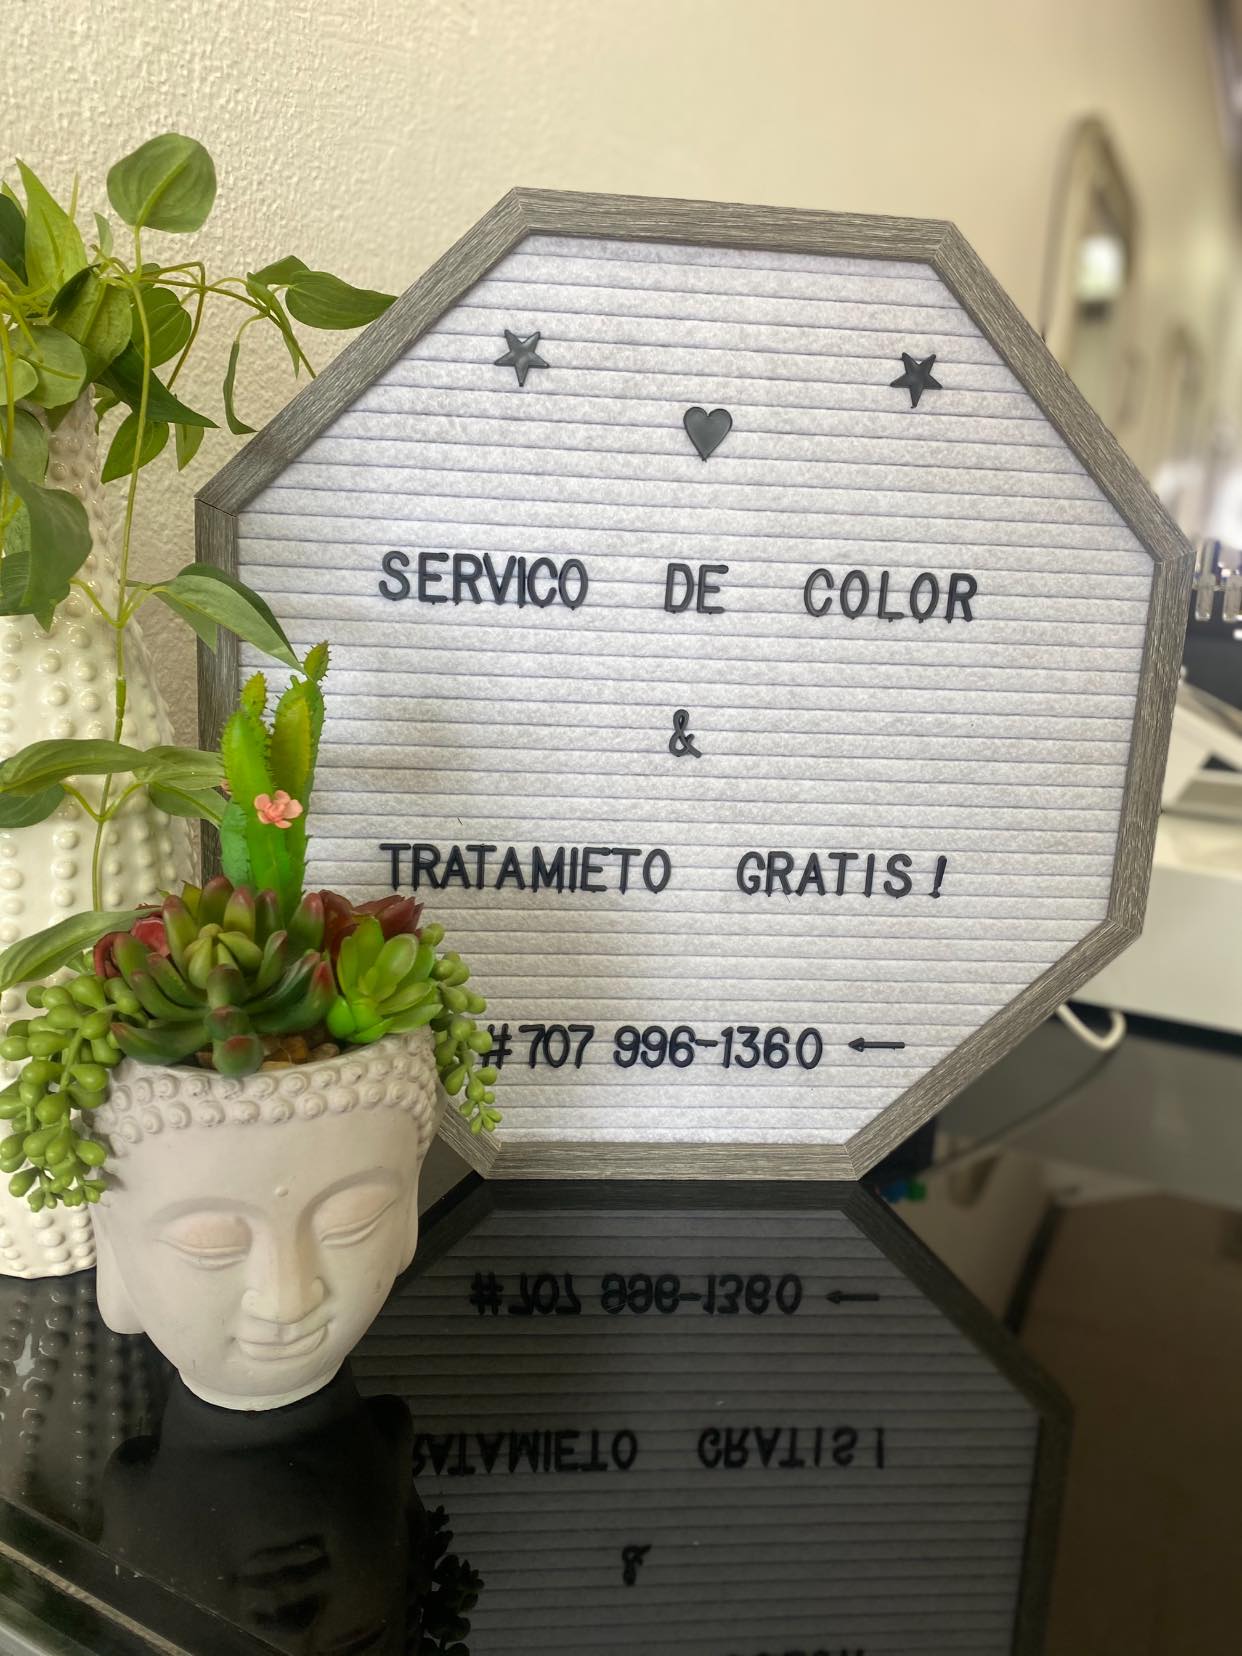 SERVICO DE COLOR
&
TRATAMIETO GRATIS!
#707 996-1360 ←